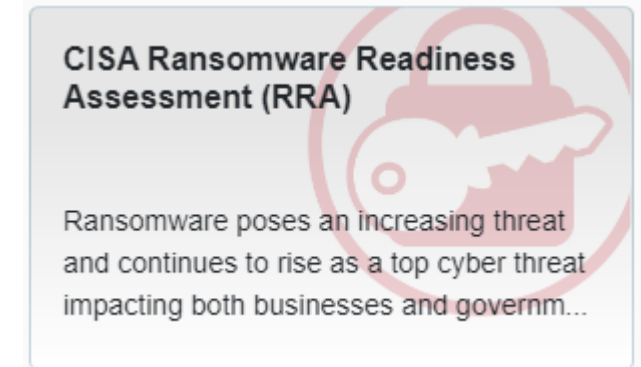 CISA Ransomware Readiness
Assessment (RRA)
Ransomware poses an increasing threat
and continues to rise as a top cyber threat
impacting both businesses and governm...